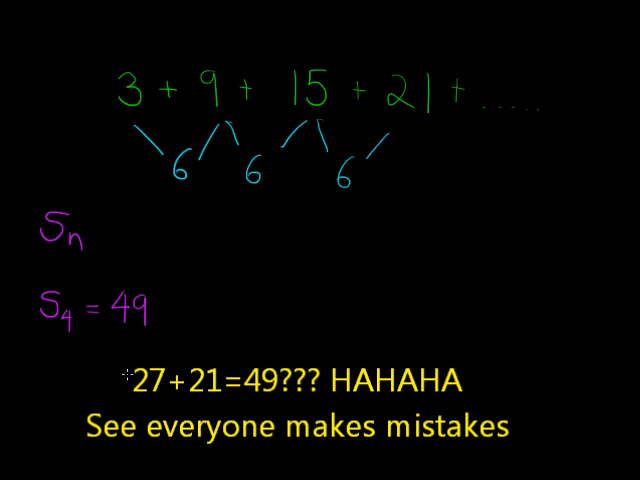 3 + 9 + 15 + 21 + .....
6 6 6
Sn
S4 = 49
27+21=49??? HAHAHA
See everyone makes mistakes